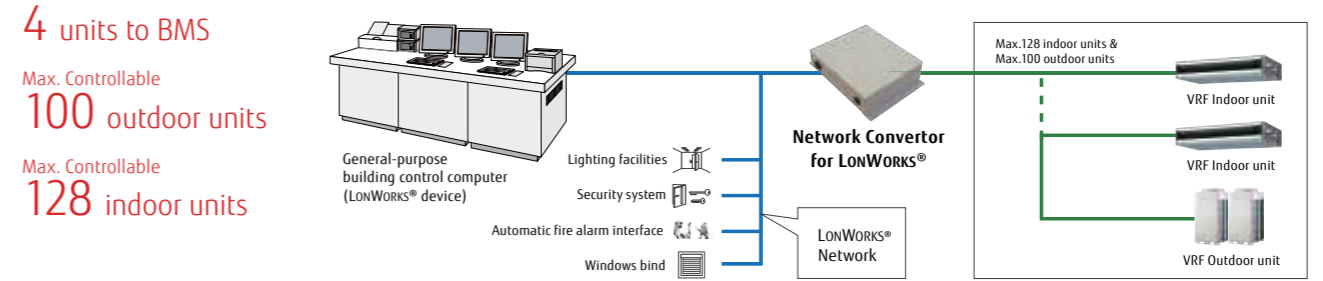 4 units to BMS
Max. Controllable
100 outdoor units
Max. Controllable
128 indoor units
General-purpose
building control computer
(LONWORKS® device)
Lighting facilities
Security system
Automatic fire alarm interface
Windows bind
LONWORKS®
Network
Network Convertor
for LONWORKS®
Max.128 indoor units &
Max.100 outdoor units
VRF Indoor unit
VRF Indoor unit
VRF Outdoor unit